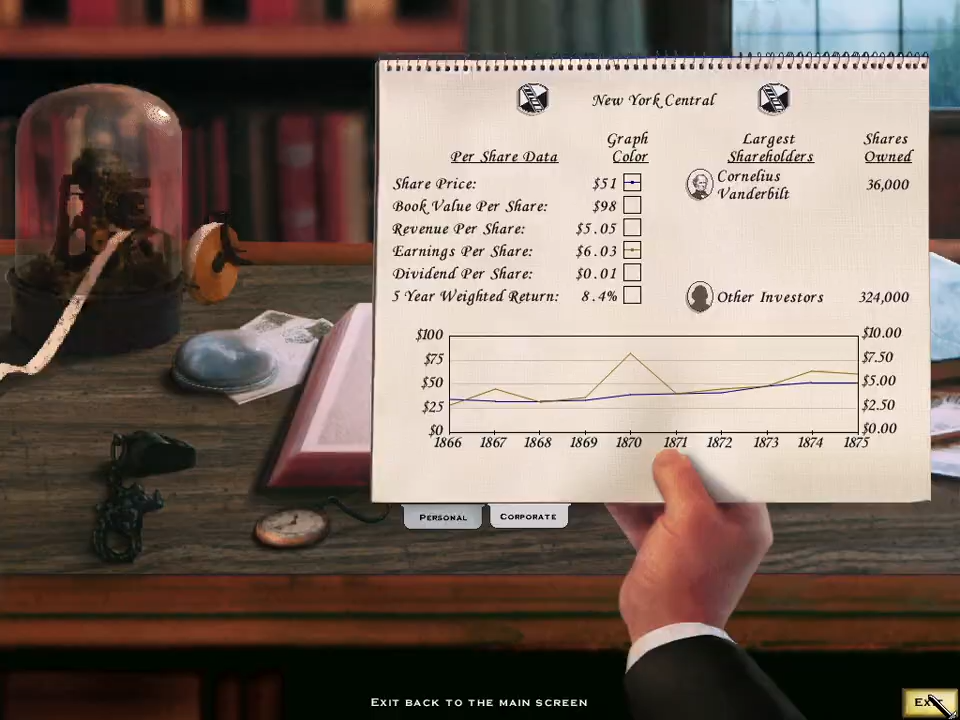 New York Central
Graph
Largest
Shares
Per Share Data
Color
Shareholders
Owned
Share Price: $51
Cornelius
Vanderbilt
36,000
Book Value Per Share: $98
Revenue Per Share: $5.05
Earnings Per Share: $6.03
Dividend Per Share: $0.01
5 Year Weighted Return: 8.4%
Other Investors 324,000
$100 $10.00
$75 $7.50
$50 $5.00
$25 $2.50
$0 $0.00
1866 1867 1868 1869 1870 1871 1872 1873 1874 1875
Personal Corporate
Exit back to the main screen